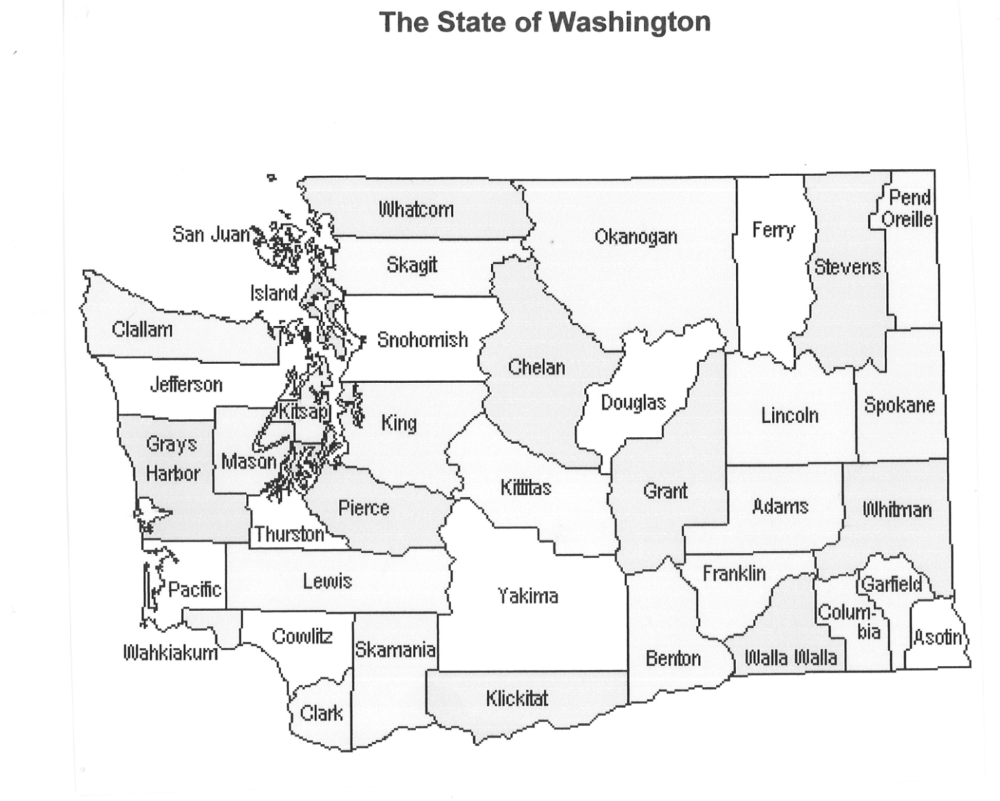 The State of Washington
Whatcom
San Juan
Skagit
Island
Clallam
Snohomish
Jefferson
Kitsap
King
Grays
Harbor
Mason
Pierce
Thurston
Pacific
Lewis
Wahkiakum
Cowlitz
Skamania
Clark
Okanogan
Ferry
Stevens
Pend
Oreille
Chelan
Douglas
Lincoln
Spokane
Kittitas
Grant
Adams
Whitman
Yakima
Franklin
Garfield
Colum-
bia
Asotin
Benton
Walla Walla
Klickitat